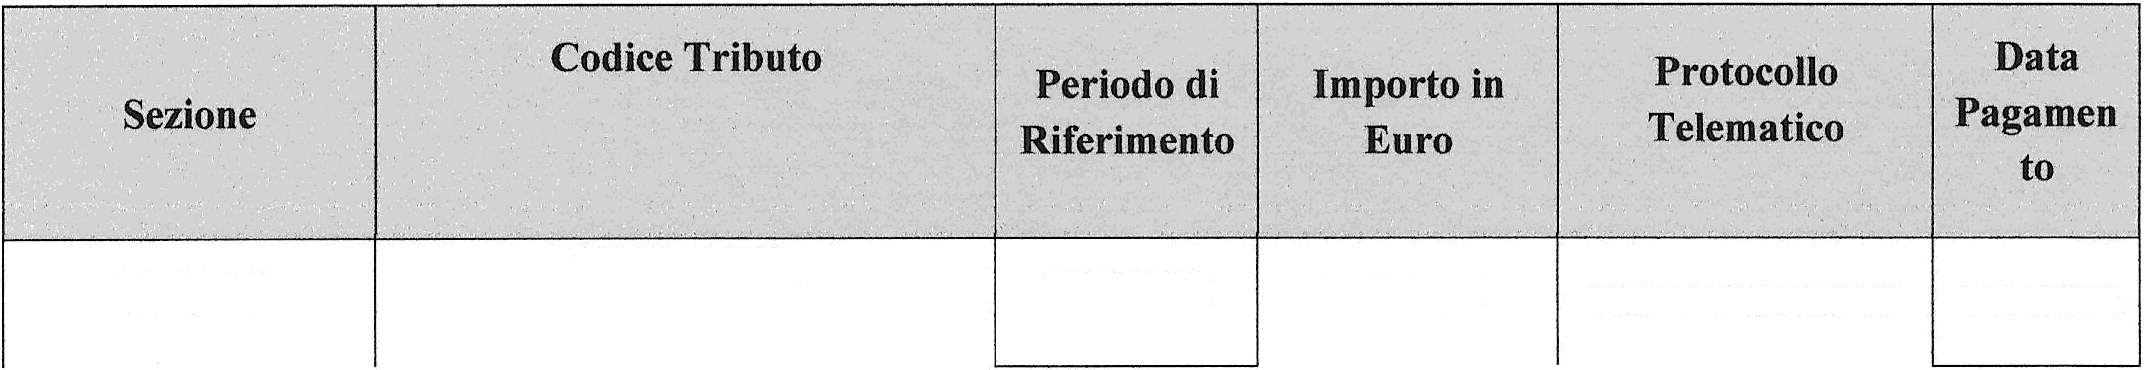 Sezione
Codice Tributo
Periodo di
Riferimento
Importo in
Euro
Protocollo
Telematico
Data
Pagamen
to